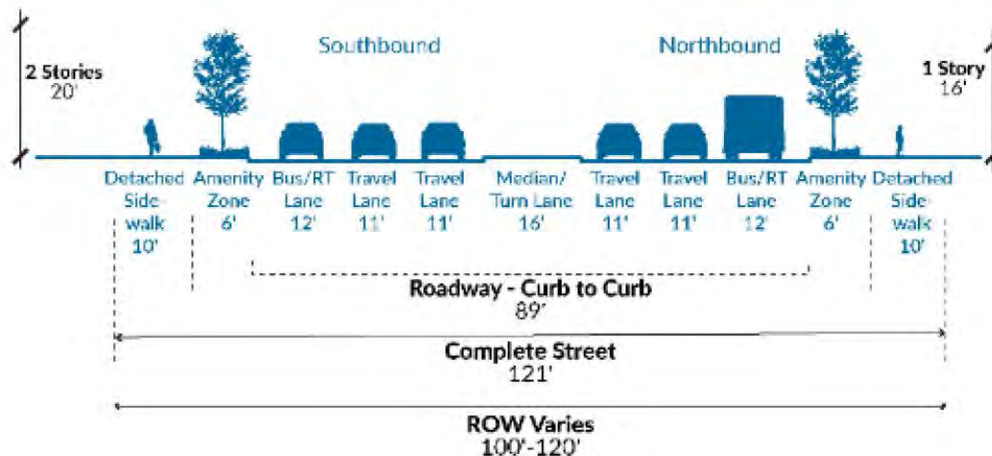 Southbound
Northbound
2 Stories
20'
1 Story
16'
Detached
Side-
walk
10'
Amenity
Zone
6'
Bus/RT
Lane
12'
Travel
Lane
11'
Travel
Lane
11'
Median/
Turn Lane
16'
Travel
Lane
11'
Travel
Lane
11'
Bus/RT
Lane
12'
Amenity
Zone
6'
Detached
Side-
walk
10'
Roadway - Curb to Curb
89'
Complete Street
121'
ROW Varies
100'-120'